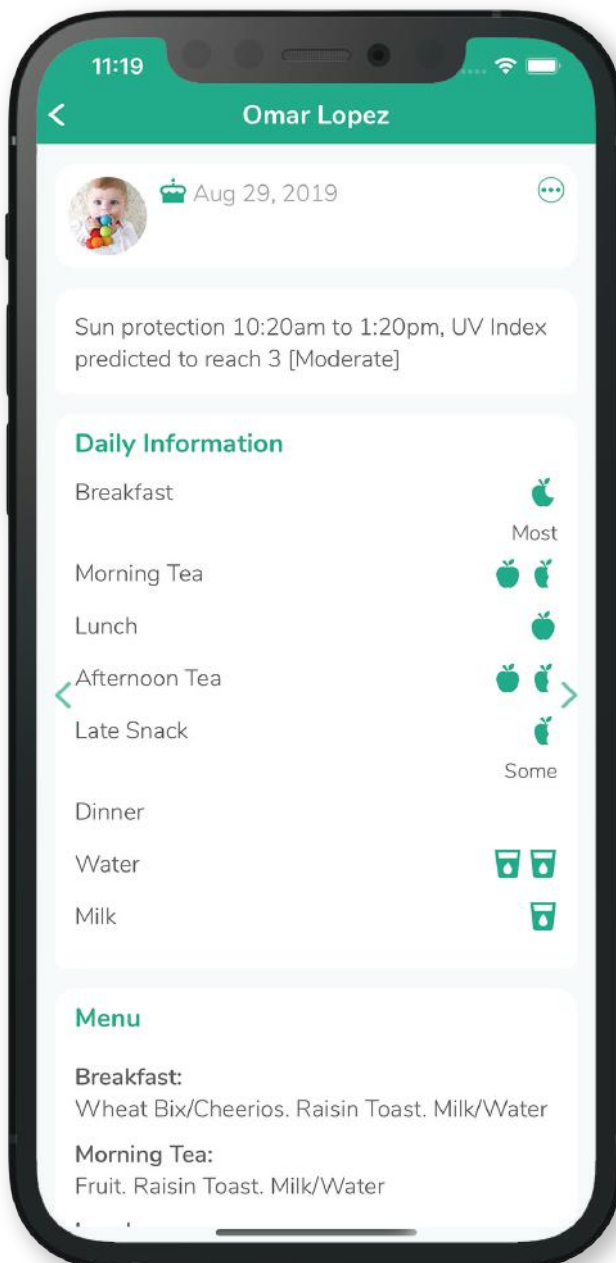 11:19
Omar Lopez
Aug 29, 2019
Sun protection 10:20am to 1:20pm, UV Index
predicted to reach 3 [Moderate]
Daily Information
Breakfast
Most
Morning Tea
Lunch
Afternoon Tea
Late Snack
Some
Dinner
Water
Milk
Menu
Breakfast:
Wheat Bix/Cheerios. Raisin Toast. Milk/Water
Morning Tea:
Fruit. Raisin Toast. Milk/Water